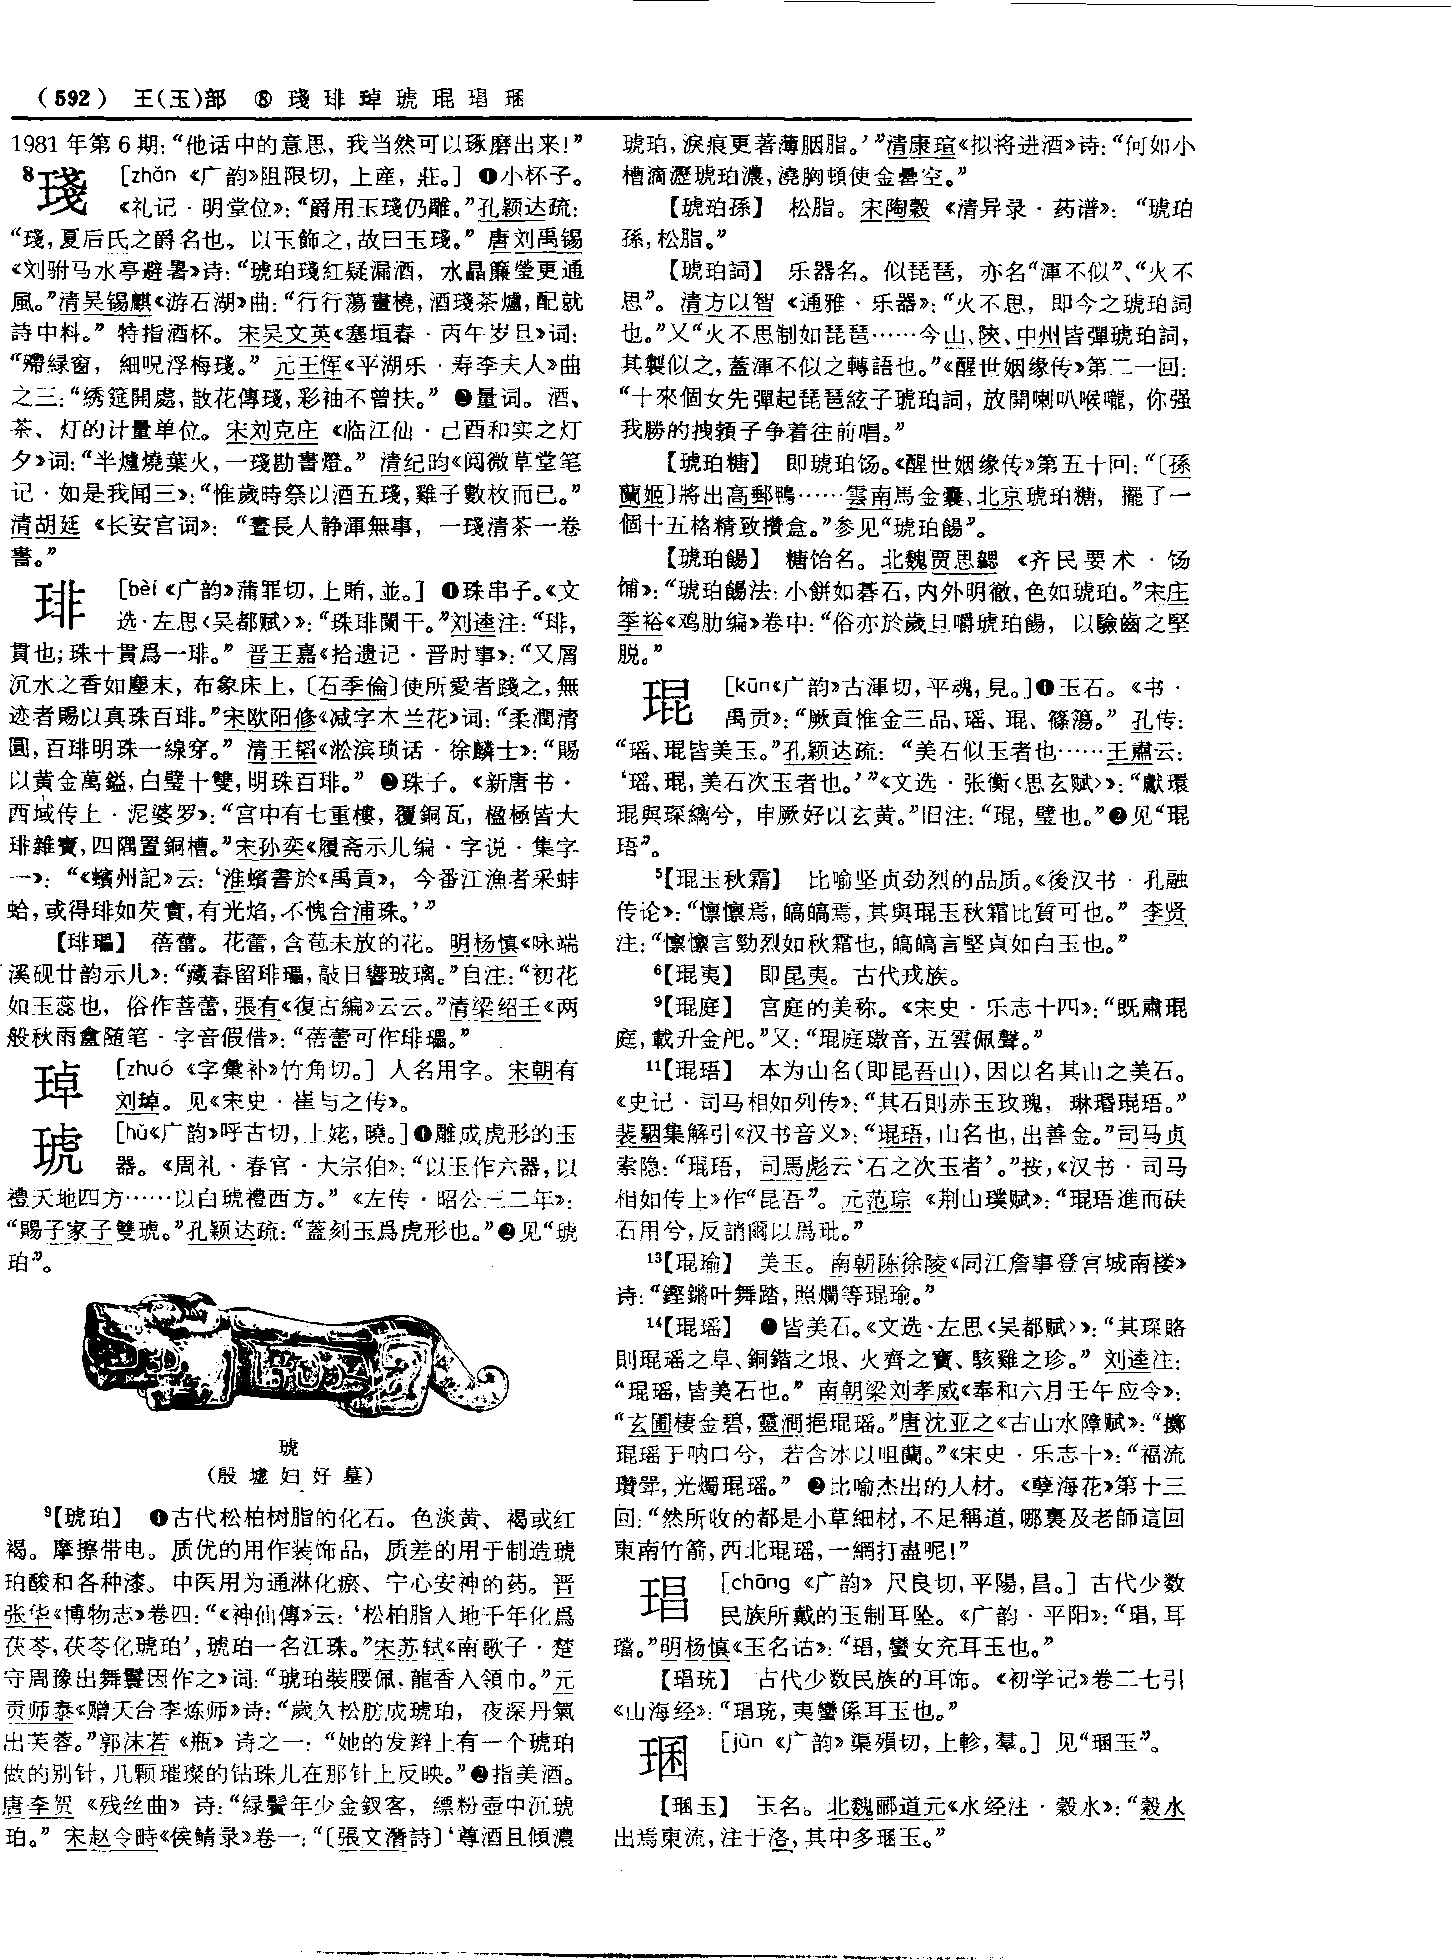 （592） 王(玉)部 ⑧ 琖 琲 琸 琥 琨 琩 珺
1981 年第 6 期：“他话中的意思，我当然可以琢磨出来！”
8琖 [zhǎn《广韵》阻限切，上産，莊。] ❶小杯子。
《礼记·明堂位》：“爵用玉琖仍雕。”孔颖达疏：
“琖，夏后氏之爵名也。以玉飾之，故曰玉琖。” 唐刘禹锡
《刘驸马水亭避暑》诗：“琥珀琖红疑漏酒，水晶簾瑩更通
風。”清吴锡麒《游石湖》曲：“行行蕩畫橈，酒琖茶爐，配就
詩中料。” 特指酒杯。宋吴文英《塞垣春·丙午岁旦》词：
“殢緑窗，細呪浮梅琖。” 元王恽《平湖乐·寿李夫人》曲
之三：“绣筵開處，散花傳琖，彩袖不曾扶。” ❷量词。酒、
茶、灯的计量单位。宋刘克庄《临江仙·己酉和实之灯
夕》词：“半爐燒葉火，一琖勘書燈。” 清纪昀《阅微草堂笔
记·如是我闻三》：“惟歲時祭以酒五琖，雞子數枚而已。”
清胡廷《长安宫词》：“晝長人静渾無事，一琖清茶一卷
書。”
琲 [bèi《广韵》蒲罪切，上賄，並。] ❶珠串子。《文
选·左思〈吴都赋〉》：“珠琲闌干。”刘逵注：“琲，
貫也；珠十貫爲一琲。” 晋王嘉《拾遗记·晋时事》：“又屑
沉水之香如塵末，布象床上，〔石季倫〕使所愛者踐之，無
迹者賜以真珠百琲。”宋欧阳修《减字木兰花》词：“柔潤清
圓，百琲明珠一線穿。” 清王韬《淞滨琐话·徐麟士》：“賜
以黄金萬鎰，白璧十雙，明珠百琲。” ❷珠子。《新唐书·
西域传上·泥婆罗》：“宫中有七重樓，覆銅瓦，楹極皆大
琲雜寶，四隅置銅槽。”宋孙奕《履斋示儿编·字说·集字
一》：“《蠙州記》云：‘淮蠙書於《禹貢》，今番江漁者采蚌
蛤，或得琲如芡實，有光焰，不愧合浦珠。’”
【琲瓃】 蓓蕾。花蕾，含苞未放的花。明杨慎《咏端
溪砚廿韵示儿》：“藏春留琲瓃，敲日響玻璃。”自注：“初花
如玉蕊也，俗作菩蕾，張有《復古編》云云。”清梁绍壬《两
般秋雨盦随笔·字音假借》：“蓓蕾可作琲瓃。”
琸 [zhuó《字彙补》竹角切。] 人名用字。宋朝有
刘琸。见《宋史·崔与之传》。
琥 [hǔ《广韵》呼古切，上姥，曉。] ❶雕成虎形的玉
器。《周礼·春官·大宗伯》：“以玉作六器，以
禮天地四方……以白琥禮西方。”《左传·昭公三二年》：
“賜子家子雙琥。”孔颖达疏：“蓋刻玉爲虎形也。”❷见“琥
珀”。
琥
（殷墟妇好墓）
9【琥珀】 ❶古代松柏树脂的化石。色淡黄、褐或红
褐。摩擦带电。质优的用作装饰品，质差的用于制造琥
珀酸和各种漆。中医用为通淋化瘀、宁心安神的药。晋
张华《博物志》卷四：“《神仙傳》云：‘松柏脂入地千年化爲
茯苓，茯苓化琥珀’，琥珀一名江珠。”宋苏轼《南歌子·楚
守周豫出舞鬟因作之》词：“琥珀装腰佩，龍香入領巾。”元
贡师泰《赠天台李炼师》诗：“歲久松肪成琥珀，夜深丹氣
出芙蓉。”郭沫若《瓶》诗之一：“她的发辫上有一个琥珀
做的别针，几颗璀璨的钻珠儿在那针上反映。”❷指美酒。
唐李贺《残丝曲》诗：“緑鬢年少金釵客，縹粉壺中沉琥
珀。” 宋赵令畤《侯鲭录》卷一：“〔張文潛詩〕‘尊酒且傾濃
琥珀，淚痕更著薄胭脂。’”清康瑄《拟将进酒》诗：“何如小
槽滴瀝琥珀濃，澆胸頓使金罍空。”
【琥珀孫】 松脂。宋陶穀《清异录·药谱》：“琥珀
孫，松脂。”
【琥珀詞】 乐器名。似琵琶，亦名“渾不似”、“火不
思”。清方以智《通雅·乐器》：“火不思，即今之琥珀詞
也。”又“火不思制如琵琶……今山、陝、中州皆彈琥珀詞，
其製似之，蓋渾不似之轉語也。”《醒世姻缘传》第二一回：
“十來個女先彈起琵琶絃子琥珀詞，放開喇叭喉嚨，你强
我勝的拽頦子争着往前唱。”
【琥珀糖】 即琥珀饧。《醒世姻缘传》第五十回：“〔孫
蘭姬〕將出高郵鴨……雲南馬金囊、北京琥珀糖，擺了一
個十五格精致攢盒。”参见“琥珀餳”。
【琥珀餳】 糖饴名。北魏贾思勰《齐民要术·饧
餔》：“琥珀餳法：小餅如碁石，内外明徹，色如琥珀。”宋庄
季裕《鸡肋编》卷中：“俗亦於歲旦嚼琥珀餳，以驗齒之堅
脱。”
琨 [kūn《广韵》古渾切，平魂，見。] ❶玉石。《书·
禹贡》：“厥貢惟金三品、瑶、琨、篠簜。” 孔传：
“瑶、琨皆美玉。”孔颖达疏：“美石似玉者也……王肅云：
‘瑶、琨，美石次玉者也。’”《文选·张衡〈思玄赋〉》：“獻環
琨與琛縭兮，申厥好以玄黄。”旧注：“琨，璧也。”❷见“琨
珸”。
5【琨玉秋霜】 比喻坚贞劲烈的品质。《後汉书·孔融
传论》：“懔懔焉，皜皜焉，其與琨玉秋霜比質可也。” 李贤
注：“懔懔言勁烈如秋霜也，皜皜言堅貞如白玉也。”
6【琨夷】 即昆夷。古代戎族。
9【琨庭】 宫庭的美称。《宋史·乐志十四》：“既肅琨
庭，載升金戺。”又：“琨庭璈音，五雲佩聲。”
11【琨珸】 本为山名（即昆吾山），因以名其山之美石。
《史记·司马相如列传》：“其石則赤玉玫瑰，琳瑉琨珸。”
裴駰集解引《汉书音义》：“琨珸，山名也，出善金。”司马贞
索隐：“琨珸，司馬彪云‘石之次玉者’。”按，《汉书·司马
相如传上》作“昆吾”。元范琮《荆山璞赋》：“琨珸進而砆
石用兮，反誚爾以爲玭。”
13【琨瑜】 美玉。南朝陈徐陵《同江詹事登宫城南楼》
诗：“鏗鏘叶舞踏，照爛等琨瑜。”
14【琨瑶】 ❶皆美石。《文选·左思〈吴都赋〉》：“其琛賂
則琨瑶之阜、銅鍇之垠、火齊之寶、駭雞之珍。” 刘逵注：
“琨瑶，皆美石也。” 南朝梁刘孝威《奉和六月壬午应令》：
“玄圃棲金碧，靈澗挹琨瑶。”唐沈亚之《古山水障赋》：“擲
琨瑶于呐口兮，若含冰以咀蘭。”《宋史·乐志十》：“福流
瓚斝，光燭琨瑶。” ❷比喻杰出的人材。《孽海花》第十三
回：“然所收的都是小草細材，不足稱道，哪裏及老師這回
東南竹箭，西北琨瑶，一網打盡呢！”
琩 [chāng《广韵》尺良切，平陽，昌。] 古代少数
民族所戴的玉制耳坠。《广韵·平阳》：“琩，耳
璫。”明杨慎《玉名诂》：“琩，蠻女充耳玉也。”
【琩珫】 古代少数民族的耳饰。《初学记》卷二七引
《山海经》：“琩珫，夷蠻係耳玉也。”
珺 [jùn《广韵》渠殞切，上軫，羣。] 见“珺玉”。
【珺玉】 玉名。北魏郦道元《水经注·穀水》：“穀水
出焉東流，注于洛，其中多珺玉。”